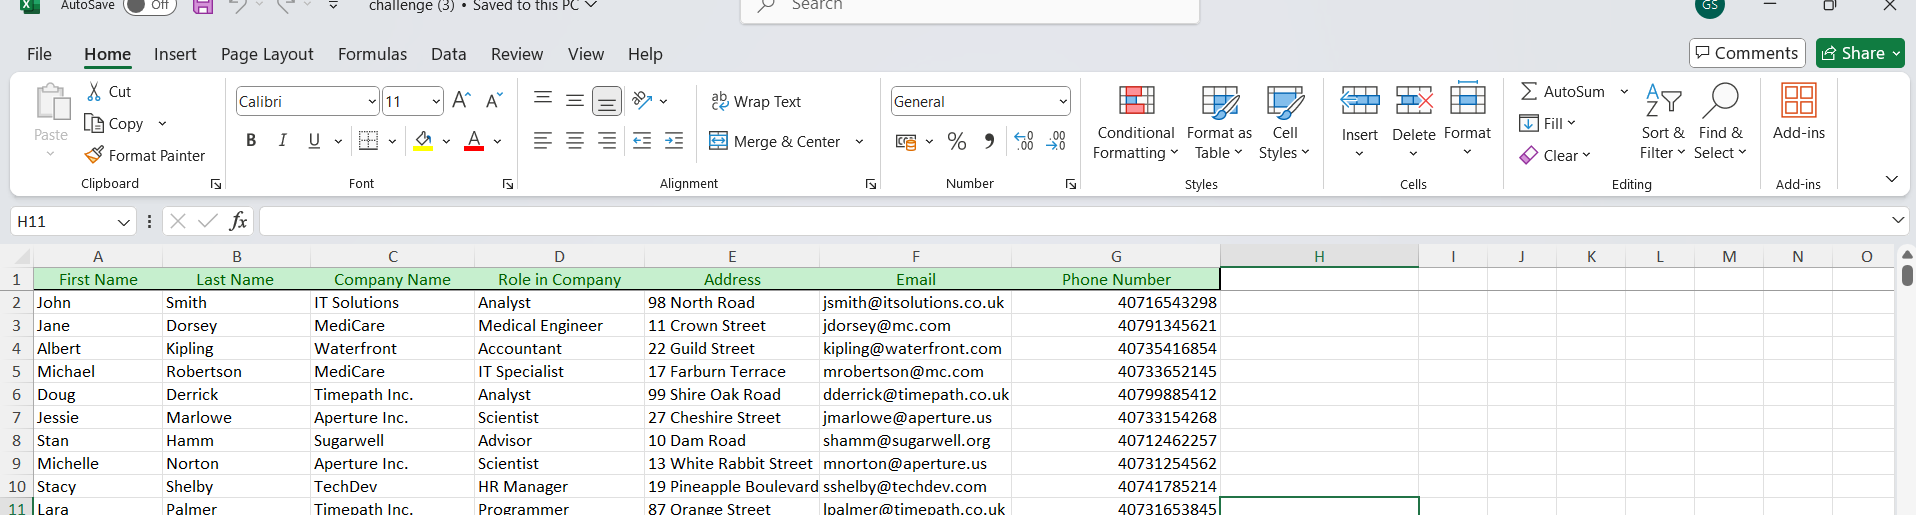 AutoSave Off challenge (3) • Saved to this PC Search GS
File Home Insert Page Layout Formulas Data Review View Help Comments Share
Paste Cut Copy Format Painter Clipboard
Calibri 11 B I U A Font
ab Wrap Text Merge & Center Alignment
General % Number
Conditional Formatting Format as Table Cell Styles Styles
Insert Delete Format Cells
AutoSum Fill Clear Sort & Filter Find & Select Editing
Add-ins Add-ins
H11 fx
A B C D E F G H I J K L M N O
1 First Name Last Name Company Name Role in Company Address Email Phone Number
2 John Smith IT Solutions Analyst 98 North Road jsmith@itsolutions.co.uk 40716543298
3 Jane Dorsey MediCare Medical Engineer 11 Crown Street jdorsey@mc.com 40791345621
4 Albert Kipling Waterfront Accountant 22 Guild Street kipling@waterfront.com 40735416854
5 Michael Robertson MediCare IT Specialist 17 Farburn Terrace mrobertson@mc.com 40733652145
6 Doug Derrick Timepath Inc. Analyst 99 Shire Oak Road dderrick@timepath.co.uk 40799885412
7 Jessie Marlowe Aperture Inc. Scientist 27 Cheshire Street jmarlowe@aperture.us 40733154268
8 Stan Hamm Sugarwell Advisor 10 Dam Road shamm@sugarwell.org 40712462257
9 Michelle Norton Aperture Inc. Scientist 13 White Rabbit Street mnorton@aperture.us 40731254562
10 Stacy Shelby TechDev HR Manager 19 Pineapple Boulevard sshelby@techdev.com 40741785214
11 Lara Palmer Timepath Inc. Programmer 87 Orange Street lpalmer@timepath.co.uk 40731653845